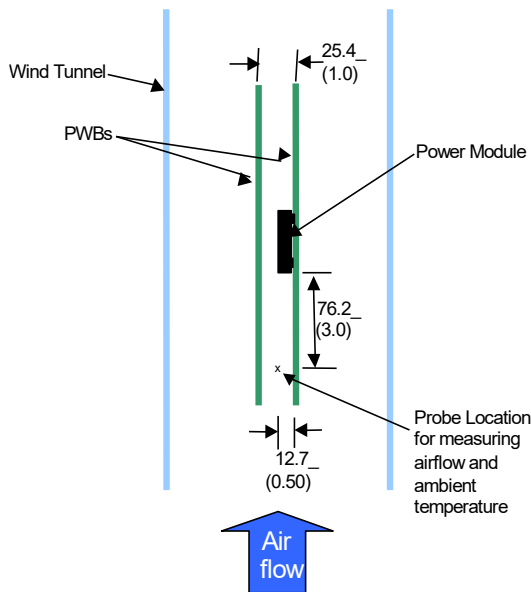 25.4_
(1.0)
Wind Tunnel
PWBs
Power Module
76.2_
(3.0)
x
Probe Location
for measuring
airflow and
ambient
temperature
12.7_
(0.50)
Air
flow